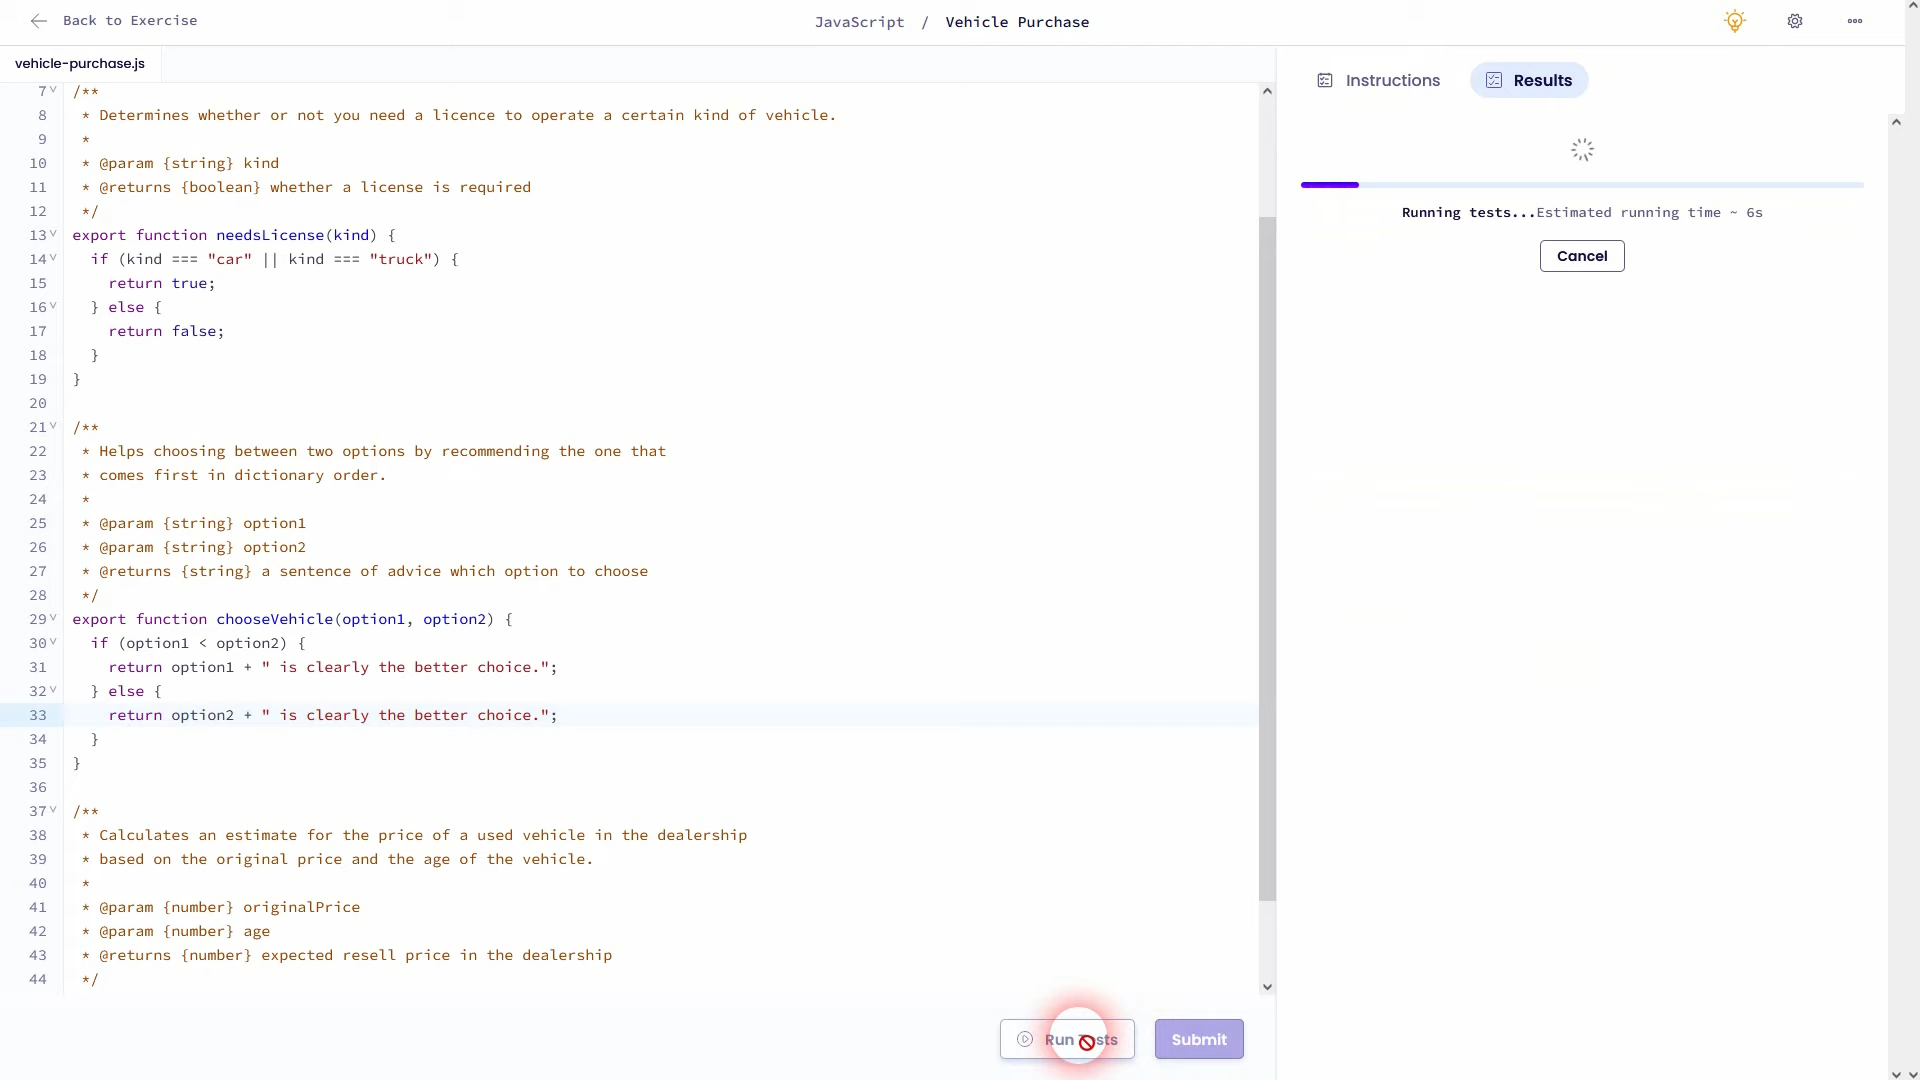 Back to Exercise
JavaScript / Vehicle Purchase
vehicle-purchase.js
7 /**
8 * Determines whether or not you need a licence to operate a certain kind of vehicle.
9 *
10 * @param {string} kind
11 * @returns {boolean} whether a license is required
12 */
13 export function needsLicense(kind) {
14 if (kind === "car" || kind === "truck") {
15 return true;
16 } else {
17 return false;
18 }
19 }
20
21 /**
22 * Helps choosing between two options by recommending the one that
23 * comes first in dictionary order.
24 *
25 * @param {string} option1
26 * @param {string} option2
27 * @returns {string} a sentence of advice which option to choose
28 */
29 export function chooseVehicle(option1, option2) {
30 if (option1 < option2) {
31 return option1 + " is clearly the better choice.";
32 } else {
33 return option2 + " is clearly the better choice.";
34 }
35 }
36
37 /**
38 * Calculates an estimate for the price of a used vehicle in the dealership
39 * based on the original price and the age of the vehicle.
40 *
41 * @param {number} originalPrice
42 * @param {number} age
43 * @returns {number} expected resell price in the dealership
44 */
Run Tests
Submit
Instructions
Results
Running tests...Estimated running time ~ 6s
Cancel